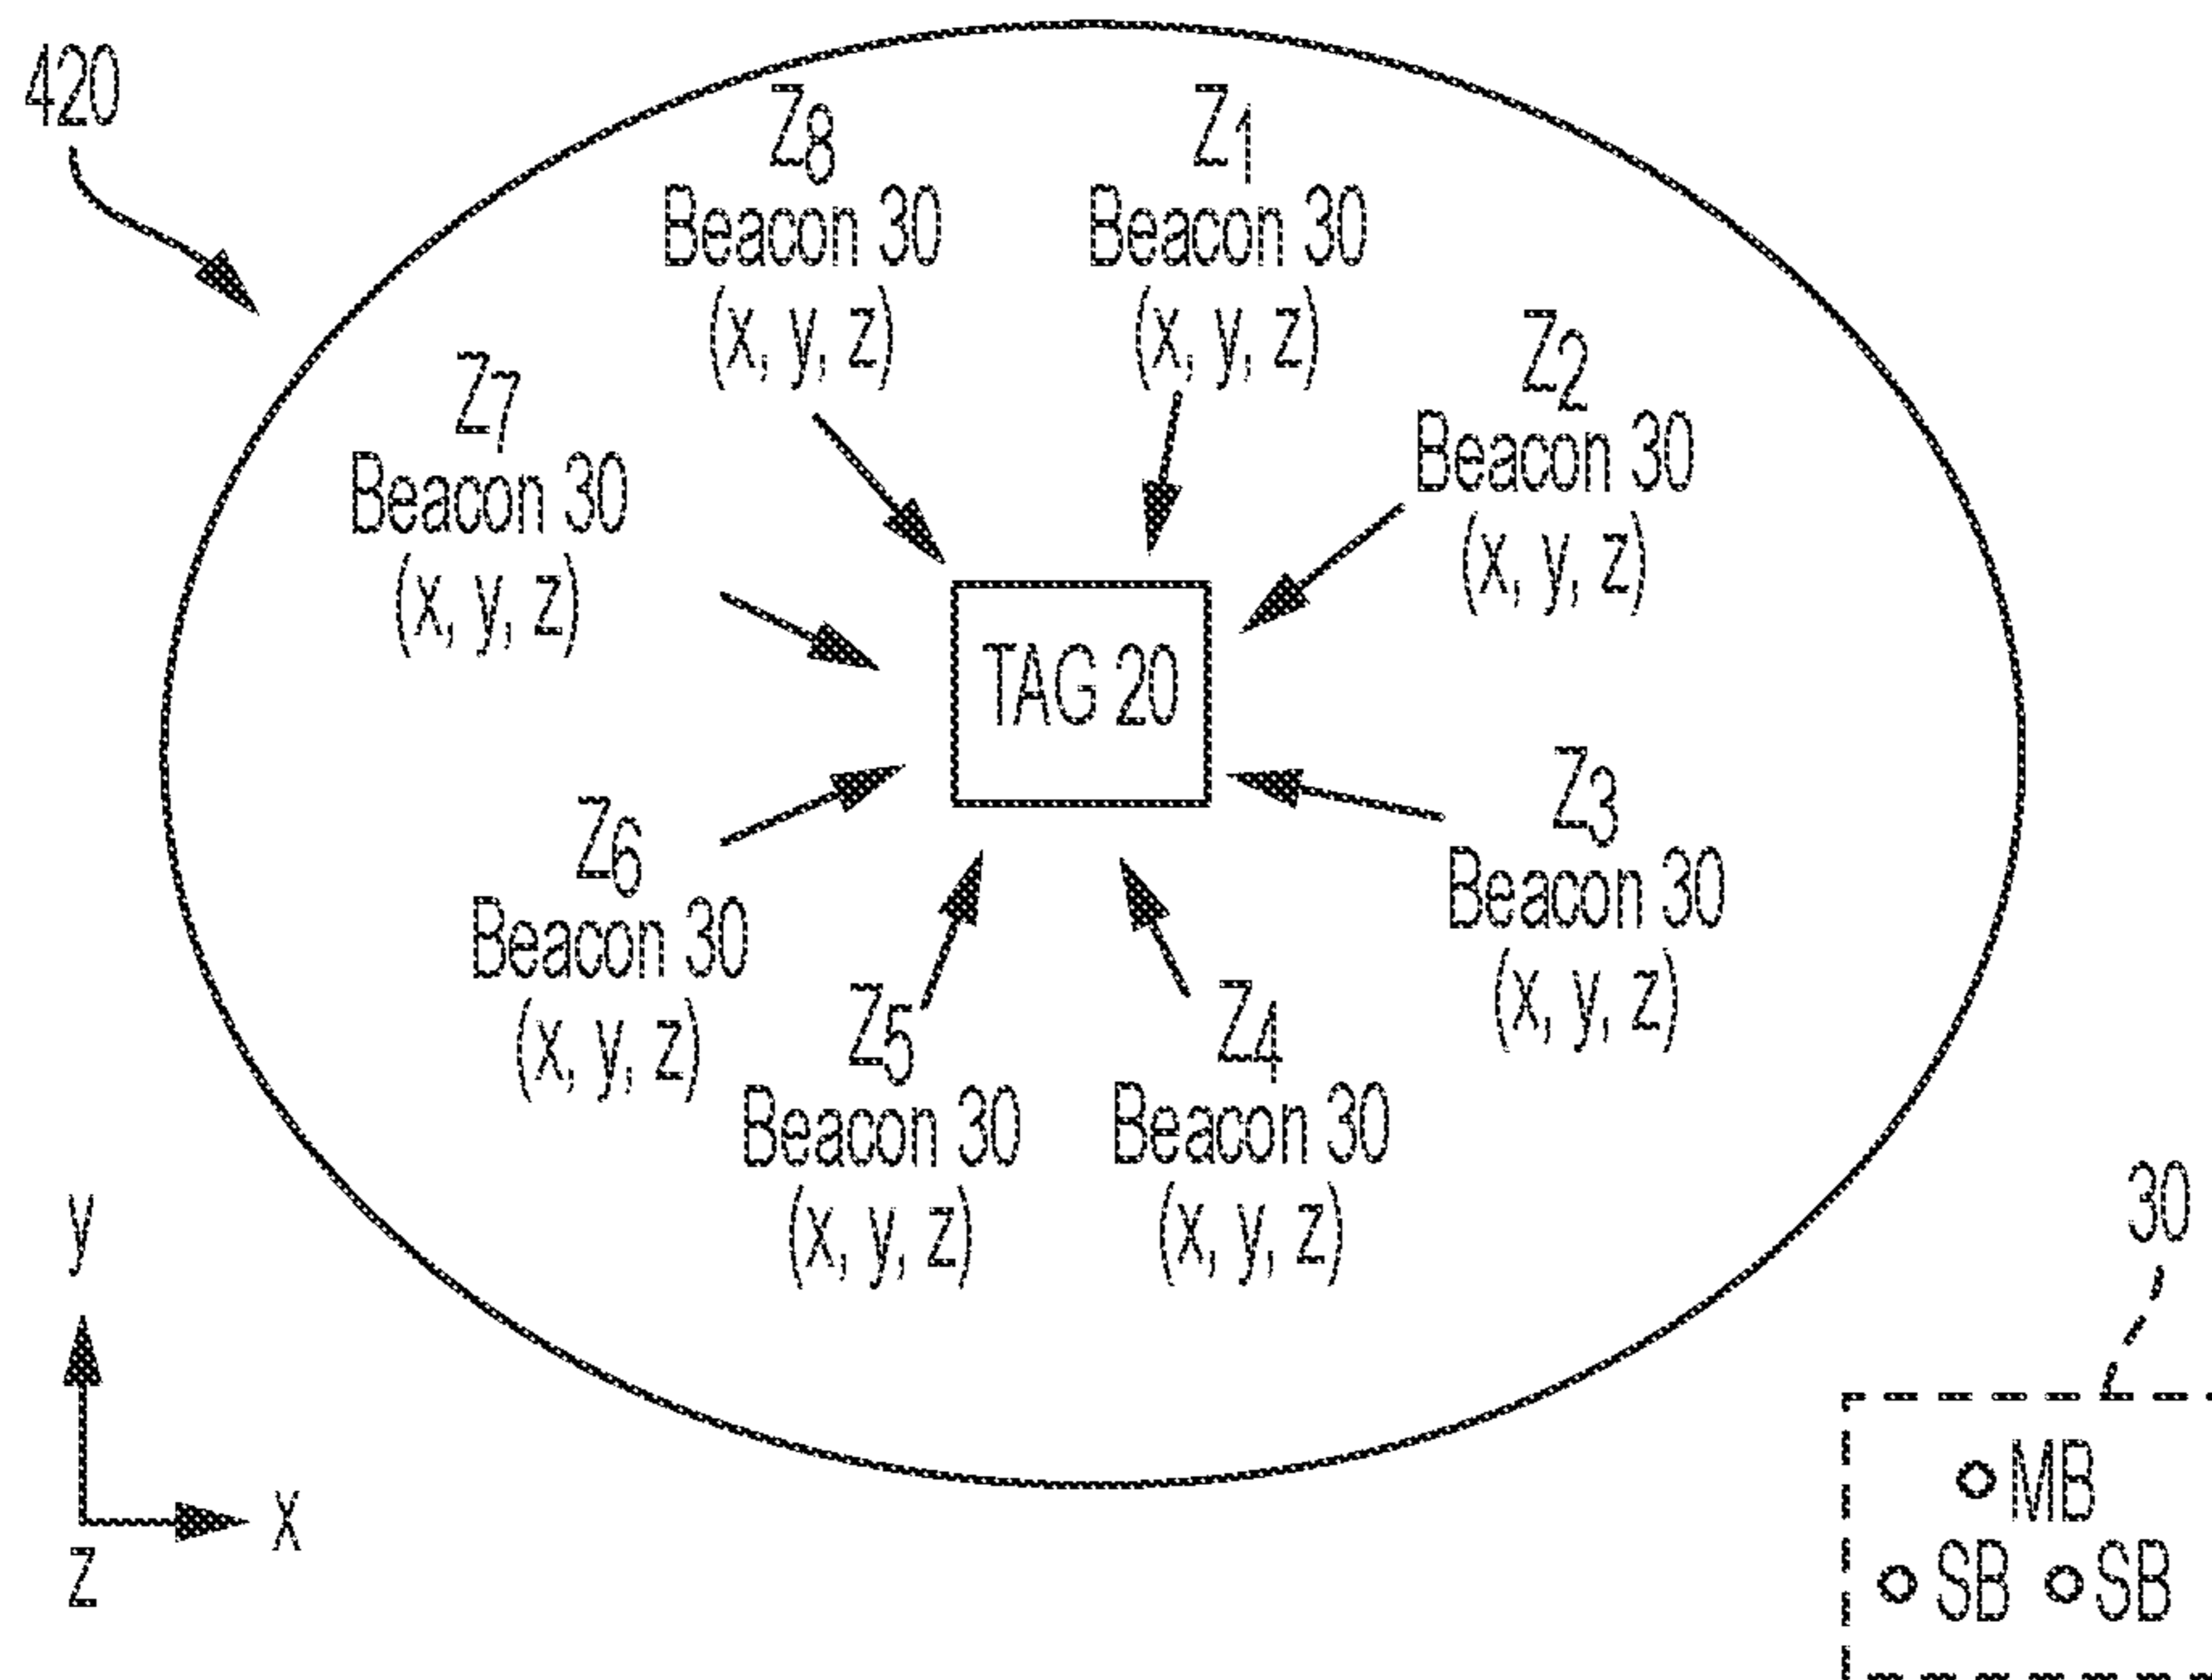 420
Z8
Beacon 30
(x, y, z)
Z1
Beacon 30
(x, y, z)
Z2
Beacon 30
(x, y, z)
Z7
Beacon 30
(x, y, z)
TAG 20
Z3
Beacon 30
(x, y, z)
Z6
Beacon 30
(x, y, z)
Z5
Beacon 30
(x, y, z)
Z4
Beacon 30
(x, y, z)
y
x
z
30
MB
SB SB